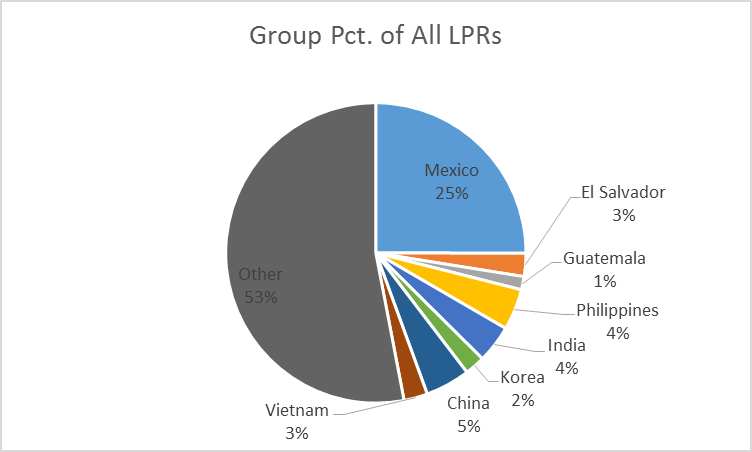 Group Pct. of All LPRs
Mexico
25%
El Salvador
3%
Guatemala
1%
Philippines
4%
India
4%
Korea
2%
China
5%
Vietnam
3%
Other
53%